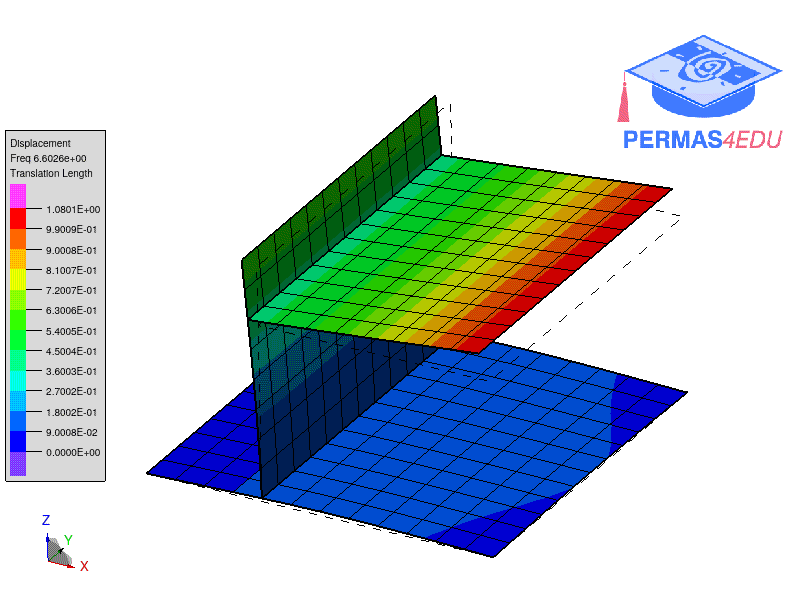 PERMAS4EDU
Displacement
Freq 6.6026e+00
Translation Length
1.0801E+00
9.9009E-01
9.0008E-01
8.1007E-01
7.2007E-01
6.3006E-01
5.4005E-01
4.5004E-01
3.6003E-01
2.7002E-01
1.8002E-01
9.0008E-02
0.0000E+00
Z
Y
X